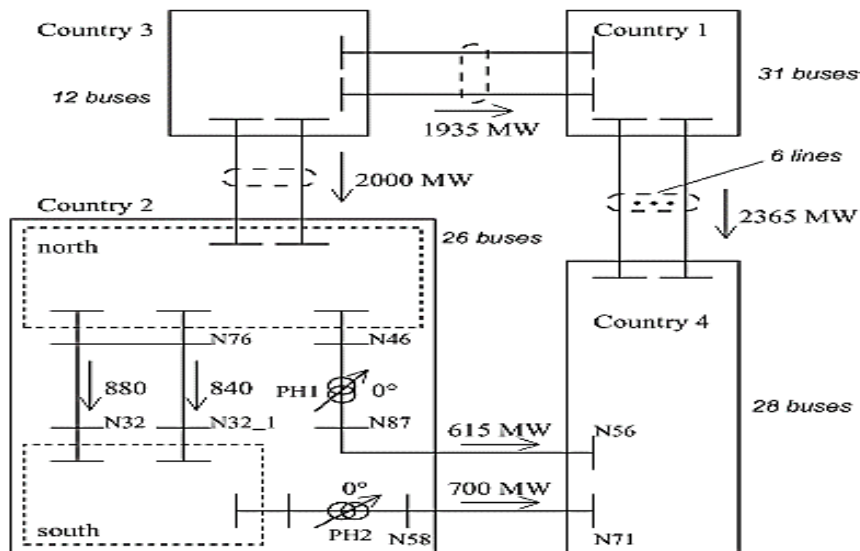 Country 3
Country 1
12 buses
31 buses
1935 MW
6 lines
2000 MW
2365 MW
Country 2
north
26 buses
Country 4
N76
N46
880
840
PH1
0°
28 buses
N32
N32_1
N87
615 MW
N56
0°
700 MW
south
PH2
N58
N71